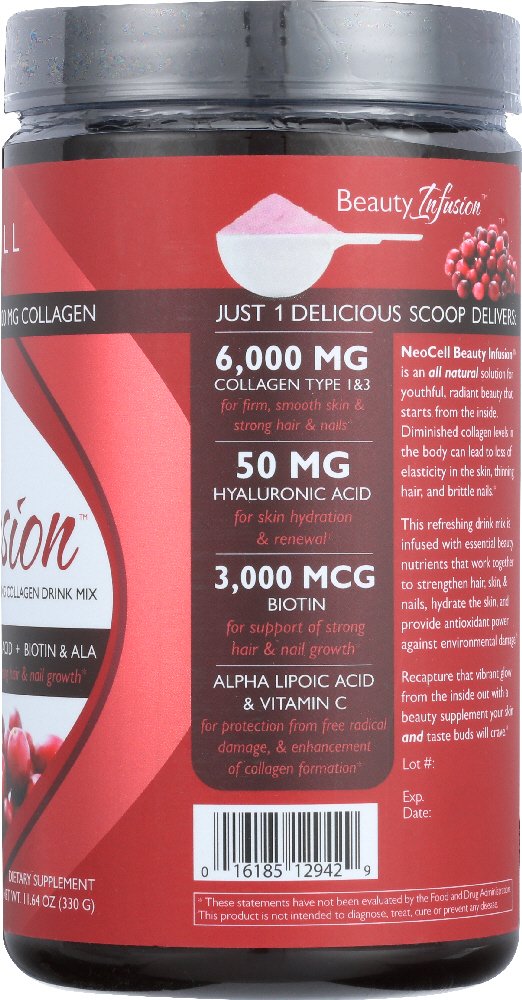 LL
MG COLLAGEN
sion™
COLLAGEN DRINK MIX
ACID + BIOTIN & ALA
hair & nail growth*
DIETARY SUPPLEMENT
NET WT. 11.64 OZ (330 G)
Beauty Infusion™
JUST 1 DELICIOUS SCOOP DELIVERS:
6,000 MG
COLLAGEN TYPE 1&3
for firm, smooth skin &
strong hair & nails*
50 MG
HYALURONIC ACID
for skin hydration
& renewal*
3,000 MCG
BIOTIN
for support of strong
hair & nail growth*
ALPHA LIPOIC ACID
& VITAMIN C
for protection from free radical
damage, & enhancement
of collagen formation*
NeoCell Beauty Infusion™
is an all natural solution for
youthful, radiant beauty that
starts from the inside.
Diminished collagen levels in
the body can lead to loss of
elasticity in the skin, thinning
hair, and brittle nails.*
This refreshing drink mix is
infused with essential beauty
nutrients that work together
to strengthen hair, skin, &
nails, hydrate the skin, and
provide antioxidant power
against environmental damage.*
Recapture that vibrant glow
from the inside out with a
beauty supplement your skin
and taste buds will crave.*
Lot #:
Exp.
Date:
0 16185 12942 9
* These statements have not been evaluated by the Food and Drug Administration.
This product is not intended to diagnose, treat, cure or prevent any disease.